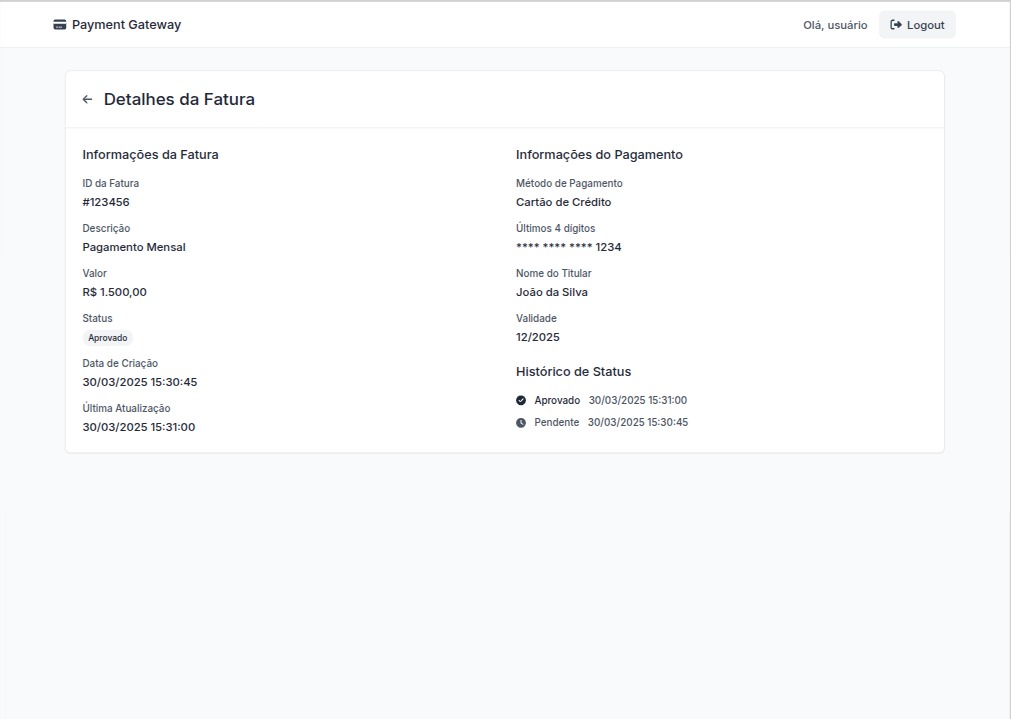 Payment Gateway
Olá, usuário
Logout
Detalhes da Fatura
Informações da Fatura
ID da Fatura
#123456
Descrição
Pagamento Mensal
Valor
R$ 1.500,00
Status
Aprovado
Data de Criação
30/03/2025 15:30:45
Última Atualização
30/03/2025 15:31:00
Informações do Pagamento
Método de Pagamento
Cartão de Crédito
Últimos 4 dígitos
**** **** **** 1234
Nome do Titular
João da Silva
Validade
12/2025
Histórico de Status
Aprovado 30/03/2025 15:31:00
Pendente 30/03/2025 15:30:45